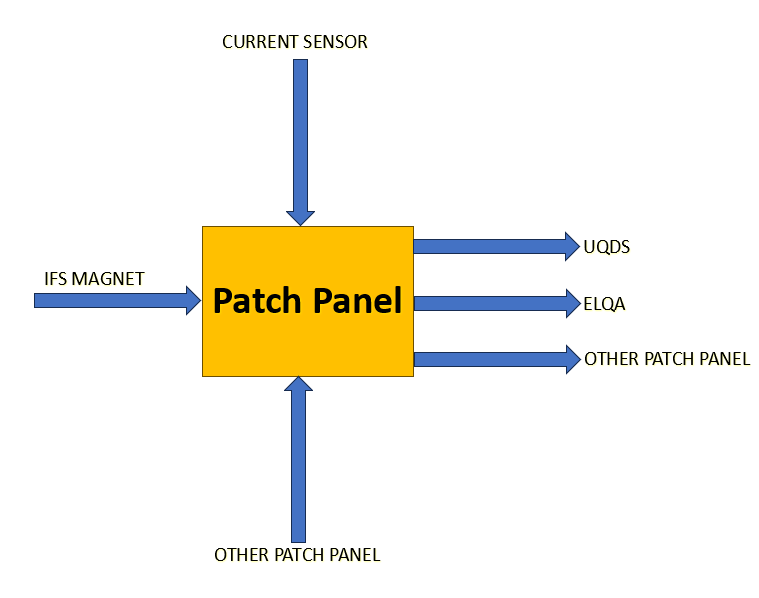 CURRENT SENSOR
UQDS
IFS MAGNET
Patch Panel
ELQA
OTHER PATCH PANEL
OTHER PATCH PANEL